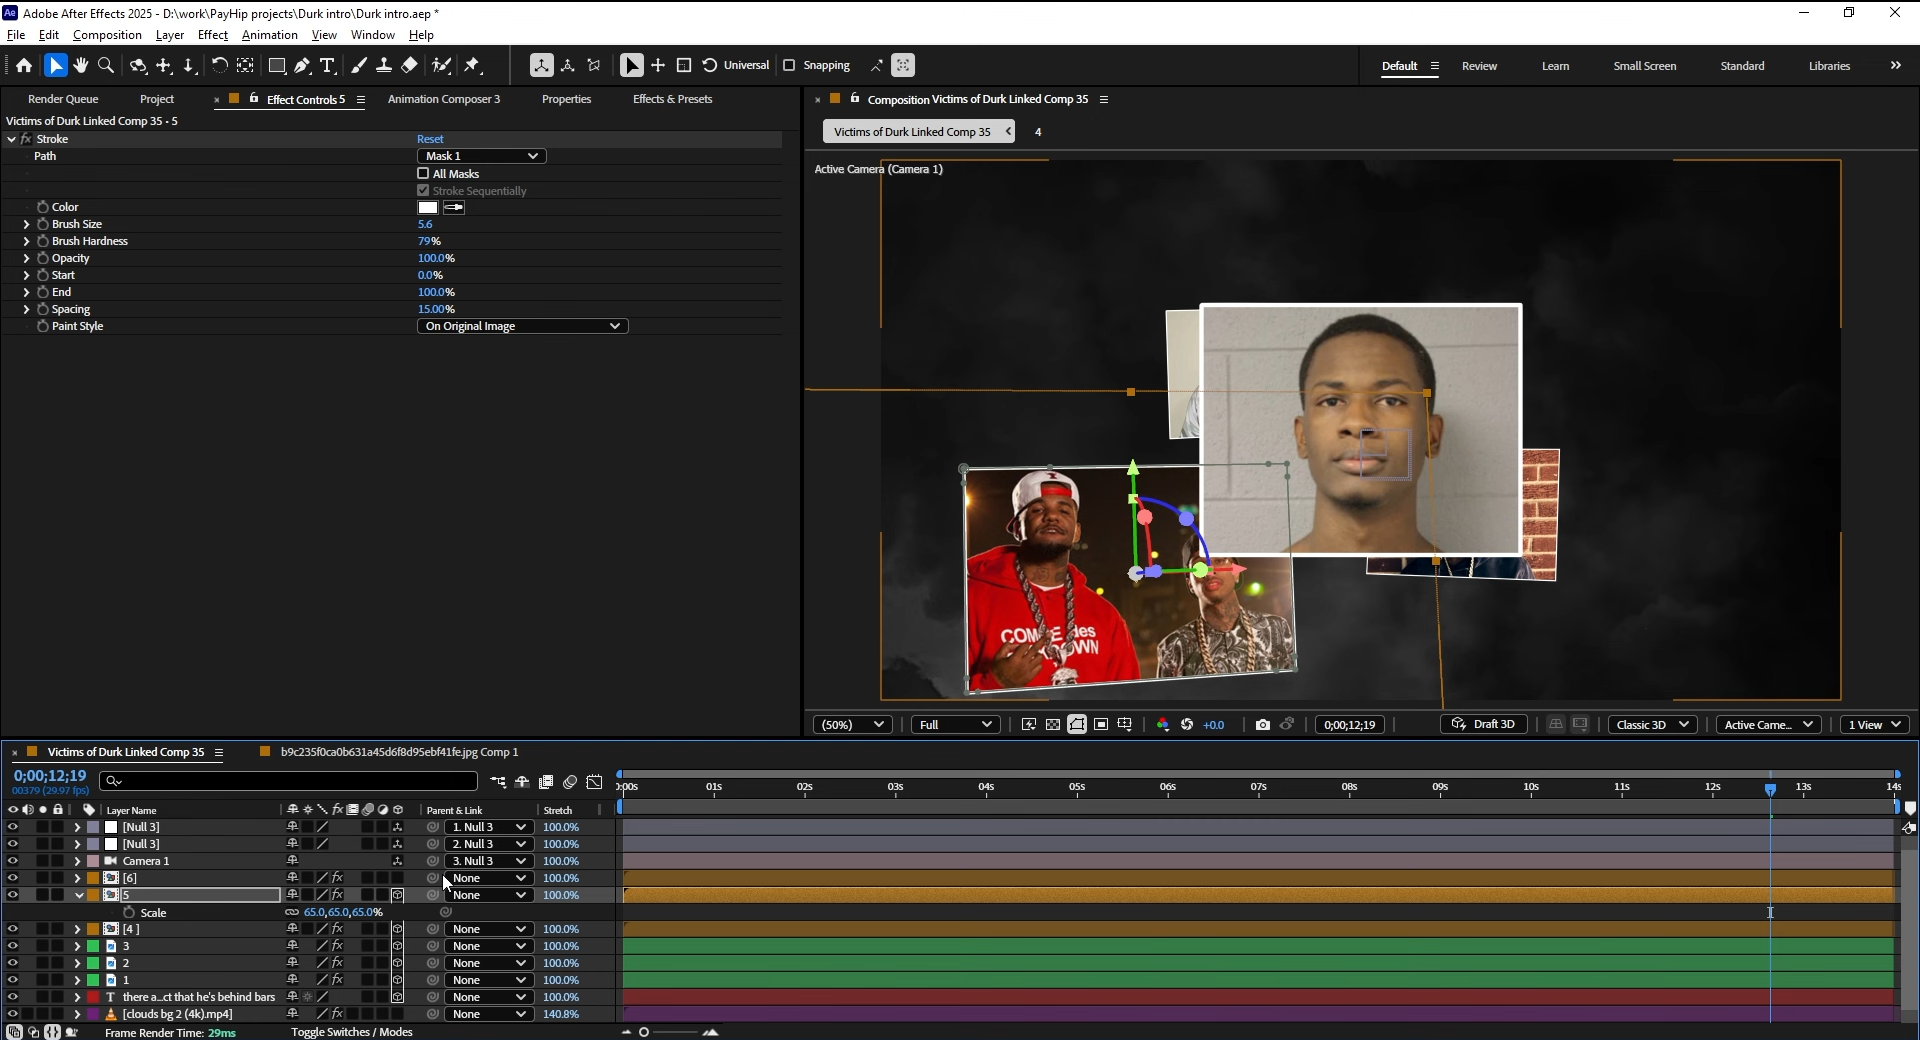 Ae Adobe After Effects 2025 - D:\work\PayHip projects\Durk intro\Durk intro.aep *
File Edit Composition Layer Effect Animation View Window Help
Universal Snapping Default Review Learn Small Screen Standard Libraries
Render Queue Project Effect Controls 5 Animation Composer 3 Properties Effects & Presets
Composition Victims of Durk Linked Comp 35
Victims of Durk Linked Comp 35 • 5
Victims of Durk Linked Comp 35 4
fx Stroke Reset
Path Mask 1
All Masks
Stroke Sequentially
Color
Brush Size 5.6
Brush Hardness 79%
Opacity 100.0%
Start 0.0%
End 100.0%
Spacing 15.00%
Paint Style On Original Image
Active Camera (Camera 1)
(50%) Full +0.0 0;00;12;19 Draft 3D Classic 3D Active Came... 1 View
Victims of Durk Linked Comp 35 b9c235f0ca0b631a45d6f8d95ebf41fe.jpg Comp 1
0;00;12;19
00379 (29.97 fps)
:00s 01s 02s 03s 04s 05s 06s 07s 08s 09s 10s 11s 12s 13s 14s
Layer Name fx Parent & Link Stretch
[Null 3] 1. Null 3 100.0%
[Null 3] 2. Null 3 100.0%
Camera 1 3. Null 3 100.0%
[6] fx None 100.0%
5 fx None 100.0%
Scale 65.0,65.0,65.0%
[4 ] fx None 100.0%
3 fx None 100.0%
2 fx None 100.0%
1 fx None 100.0%
T there a...ct that he's behind bars None 100.0%
[clouds bg 2 (4k).mp4] fx None 140.8%
Frame Render Time: 29ms Toggle Switches / Modes